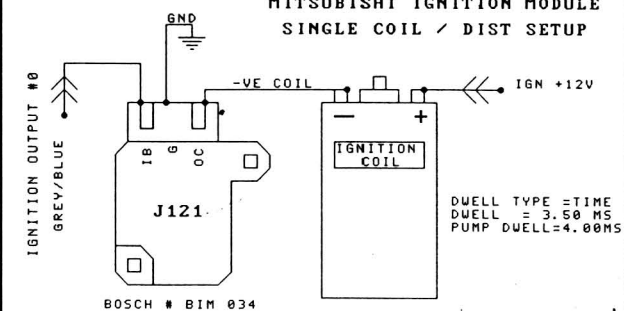 MITSUBISHI IGNITION MODULE
SINGLE COIL / DIST SETUP
GND
IGNITION OUTPUT #0
GREY/BLUE
-VE COIL
IGN +12V
IB
G
OC
J121
− +
IGNITION
COIL
DWELL TYPE =TIME
DWELL = 3.50 MS
PUMP DWELL=4.00MS
BOSCH # BIM 034